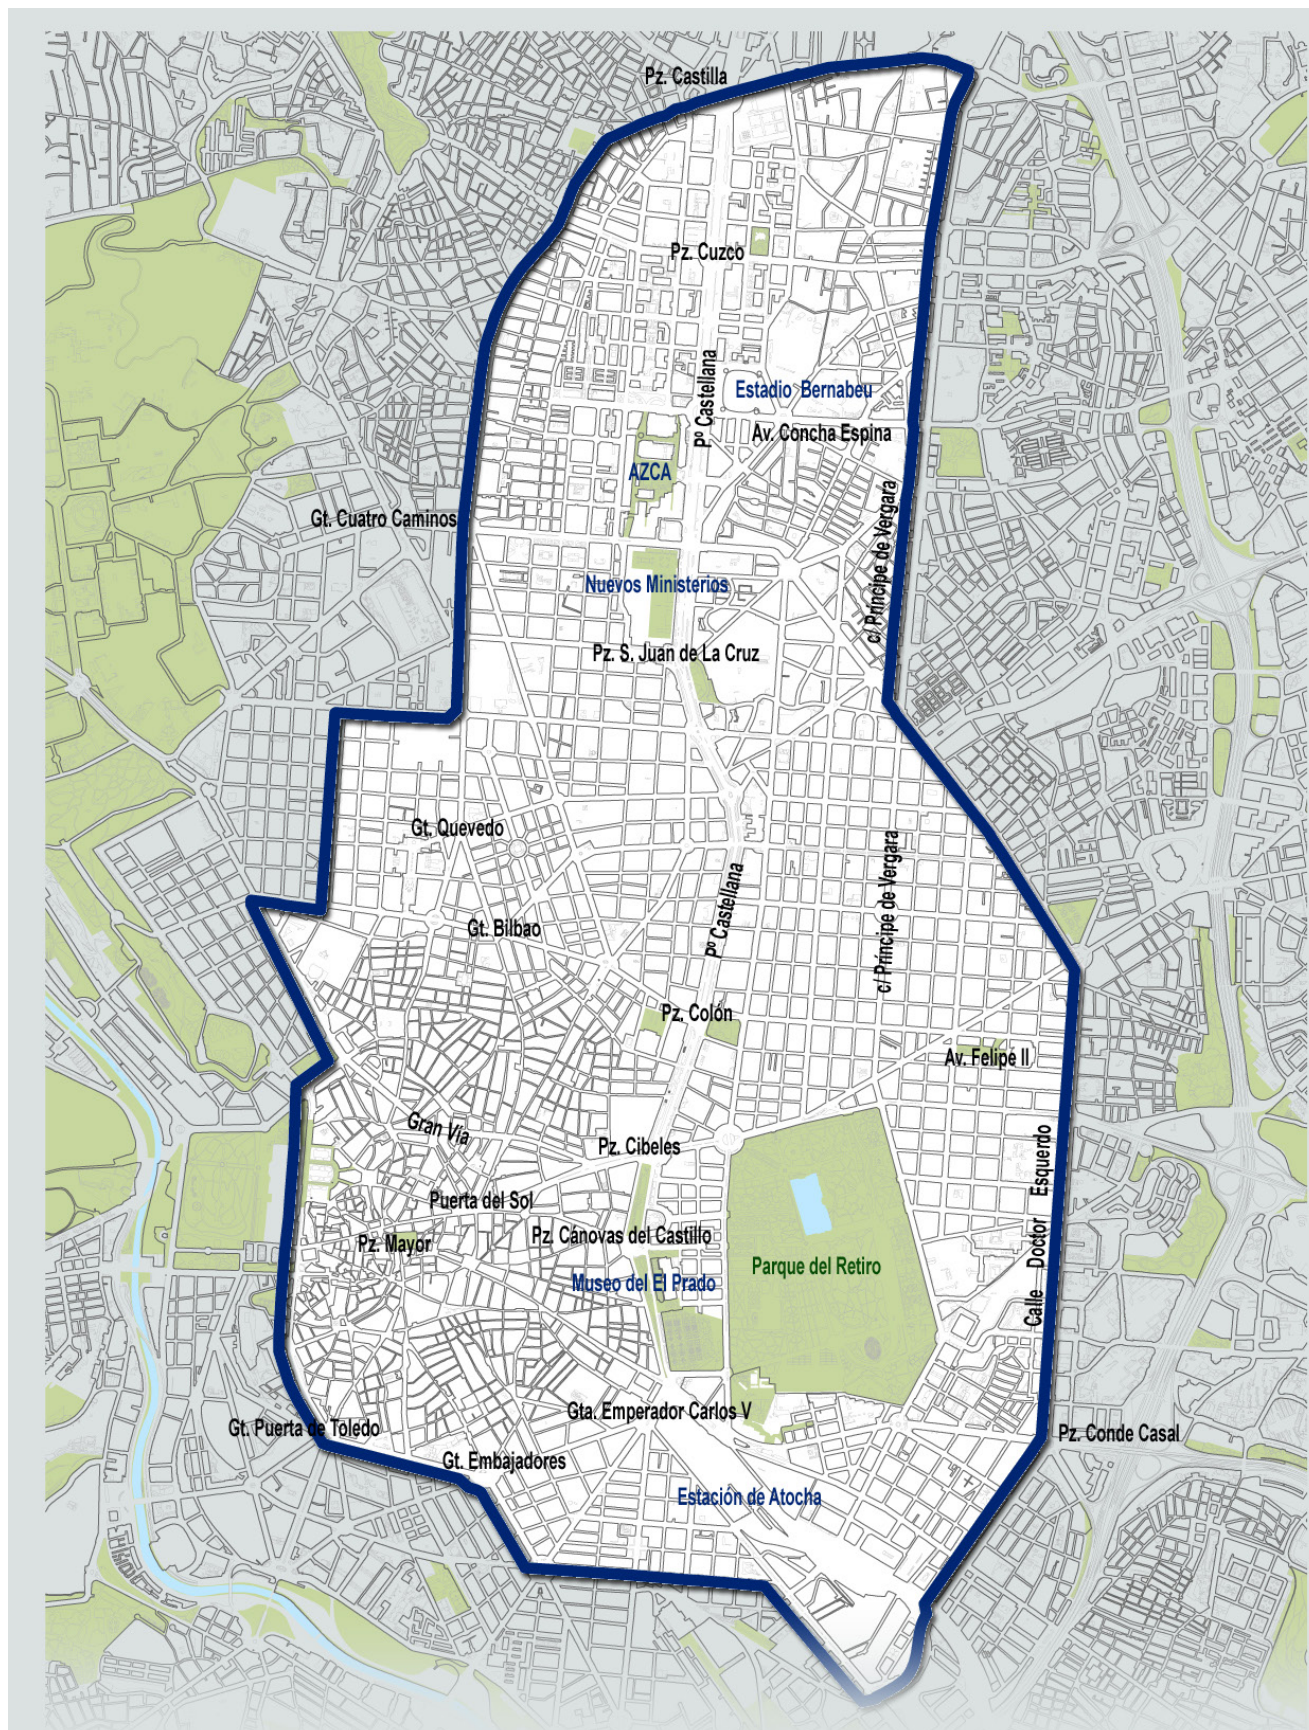 Pz. Castilla
Pz. Cuzco
Pº Castellana
Estadio Bernabeu
Av. Concha Espina
AZCA
Gt. Cuatro Caminos
c/ Príncipe de Vergara
Nuevos Ministerios
Pz. S. Juan de La Cruz
Gt. Quevedo
c/ Príncipe de Vergara
Pº Castellana
Gt. Bilbao
Pz. Colón
Av. Felipe II
Gran Vía
Pz. Cibeles
Calle Doctor Esquerdo
Puerta del Sol
Pz. Cánovas del Castillo
Pz. Mayor
Parque del Retiro
Museo del El Prado
Gta. Emperador Carlos V
Gt. Puerta de Toledo
Pz. Conde Casal
Gt. Embajadores
Estación de Atocha